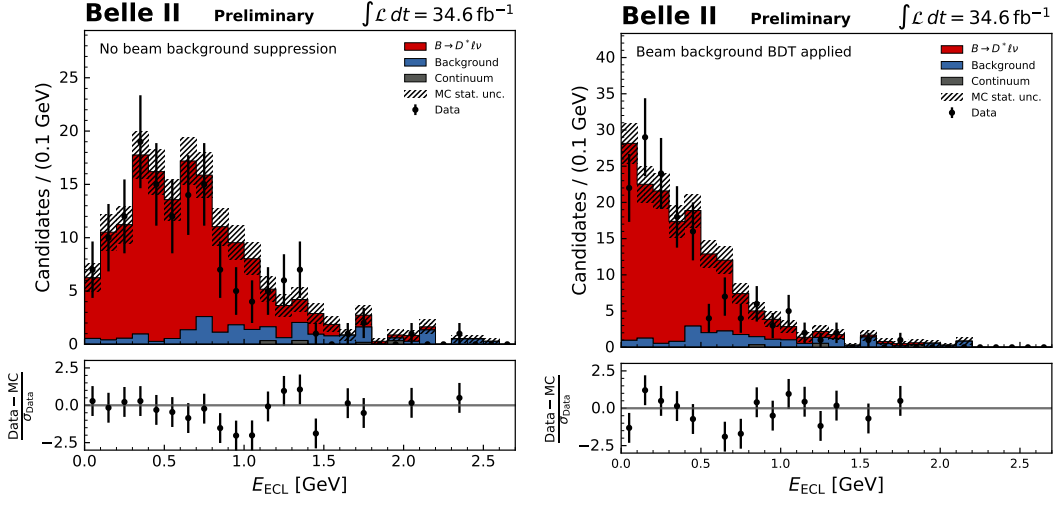 Belle II Preliminary ∫ℒ dt = 34.6 fb⁻¹
No beam background suppression
B → D*ℓν
Background
Continuum
MC stat. unc.
Data
Candidates / (0.1 GeV)
25
20
15
10
5
0
Data − MC
σData
2.5
0.0
−2.5
0.0 0.5 1.0 1.5 2.0 2.5
E_ECL [GeV]
Belle II Preliminary ∫ℒ dt = 34.6 fb⁻¹
Beam background BDT applied
B → D*ℓν
Background
Continuum
MC stat. unc.
Data
Candidates / (0.1 GeV)
40
35
30
25
20
15
10
5
0
Data − MC
σData
2.5
0.0
−2.5
0.0 0.5 1.0 1.5 2.0 2.5
E_ECL [GeV]